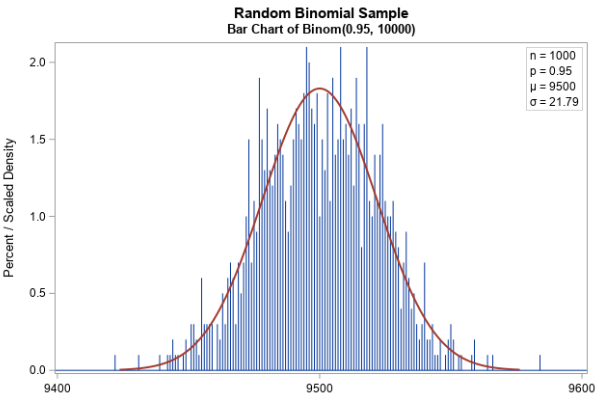 Random Binomial Sample
Bar Chart of Binom(0.95, 10000)
n = 1000
p = 0.95
μ = 9500
σ = 21.79
Percent / Scaled Density
2.0
1.5
1.0
0.5
0.0
9400
9500
9600